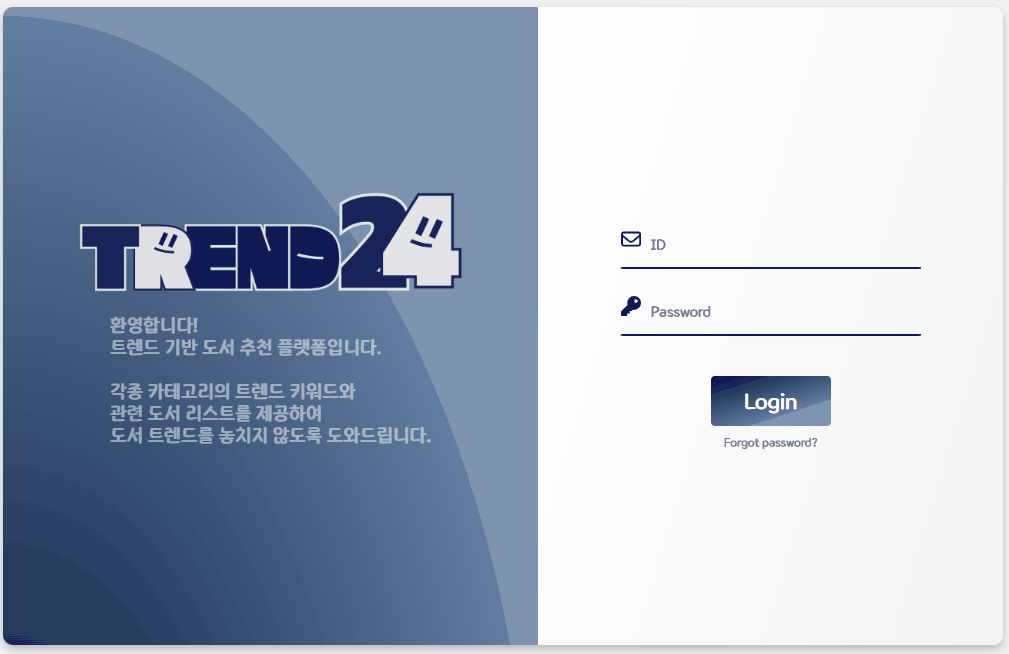 TREND24
환영합니다!
트렌드 기반 도서 추천 플랫폼입니다.
각종 카테고리의 트렌드 키워드와
관련 도서 리스트를 제공하여
도서 트렌드를 놓치지 않도록 도와드립니다.
ID
Password
Login
Forgot password?